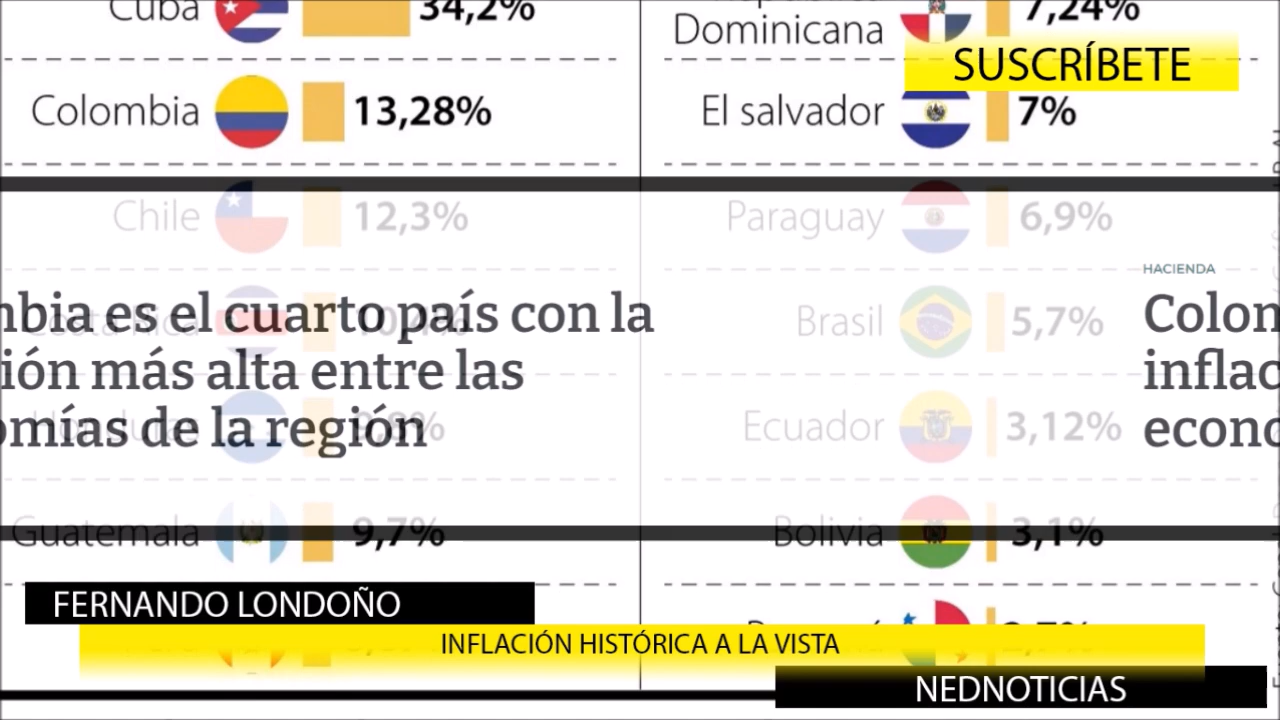 Cuba 34,2%
Dominicana 7,24%
SUSCRÍBETE
Colombia 13,28%
El salvador 7%
Chile 12,3%
Paraguay 6,9%
HACIENDA
mbia es el cuarto país con la
ión más alta entre las
omías de la región
Brasil 5,7%
Ecuador 3,12%
Colon
inflac
econo
Guatemala 9,7%
Bolivia 3,1%
FERNANDO LONDOÑO
INFLACIÓN HISTÓRICA A LA VISTA
NEDNOTICIAS